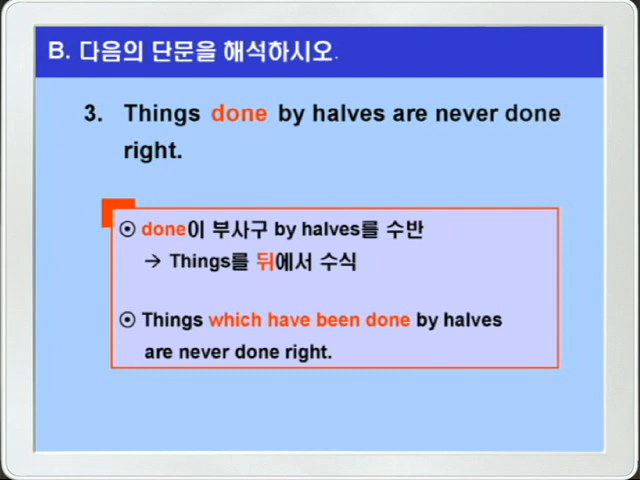 B. 다음의 단문을 해석하시오.
3. Things done by halves are never done
right.
⊙ done이 부사구 by halves를 수반
→ Things를 뒤에서 수식
⊙ Things which have been done by halves
are never done right.